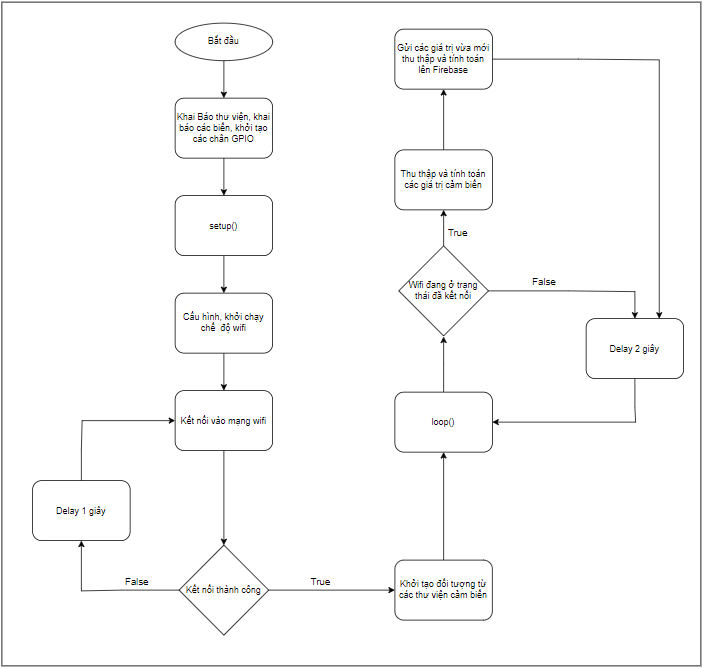 Bắt đầu
Khai Báo thư viện, khai
báo các biến, khởi tạo
các chân GPIO
setup()
Cấu hình, khởi chạy
chế độ wifi
Kết nối vào mạng wifi
Delay 1 giây
Kết nối thành công
False
True
Khởi tạo đối tượng từ
các thư viện cảm biến
loop()
Wifi đang ở trạng
thái đã kết nối
True
False
Thu thập và tính toán
các giá trị cảm biến
Gửi các giá trị vừa mới
thu thập và tính toán
lên Firebase
Delay 2 giây